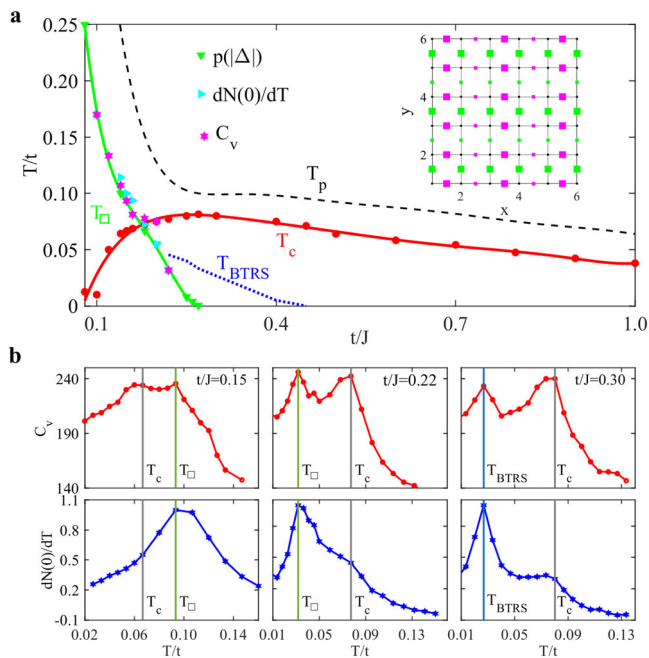 a
0.25
0.20
0.15
0.10
0.05
0
T/t
p(|Δ|)
dN(0)/dT
C_v
T_□
T_p
T_c
T_BTRS
6
4
2
y
2
4
6
x
0.1
0.4
0.7
1.0
t/J
b
240
190
140
C_v
t/J=0.15
t/J=0.22
t/J=0.30
T_c
T_□
T_□
T_c
T_BTRS
T_c
1.1
0.8
0.5
0.2
-0.1
dN(0)/dT
T_c
T_□
T_□
T_c
T_BTRS
T_c
0.02 0.06 0.10 0.14
0.01 0.05 0.09 0.13
0.01 0.05 0.09 0.13
T/t
T/t
T/t